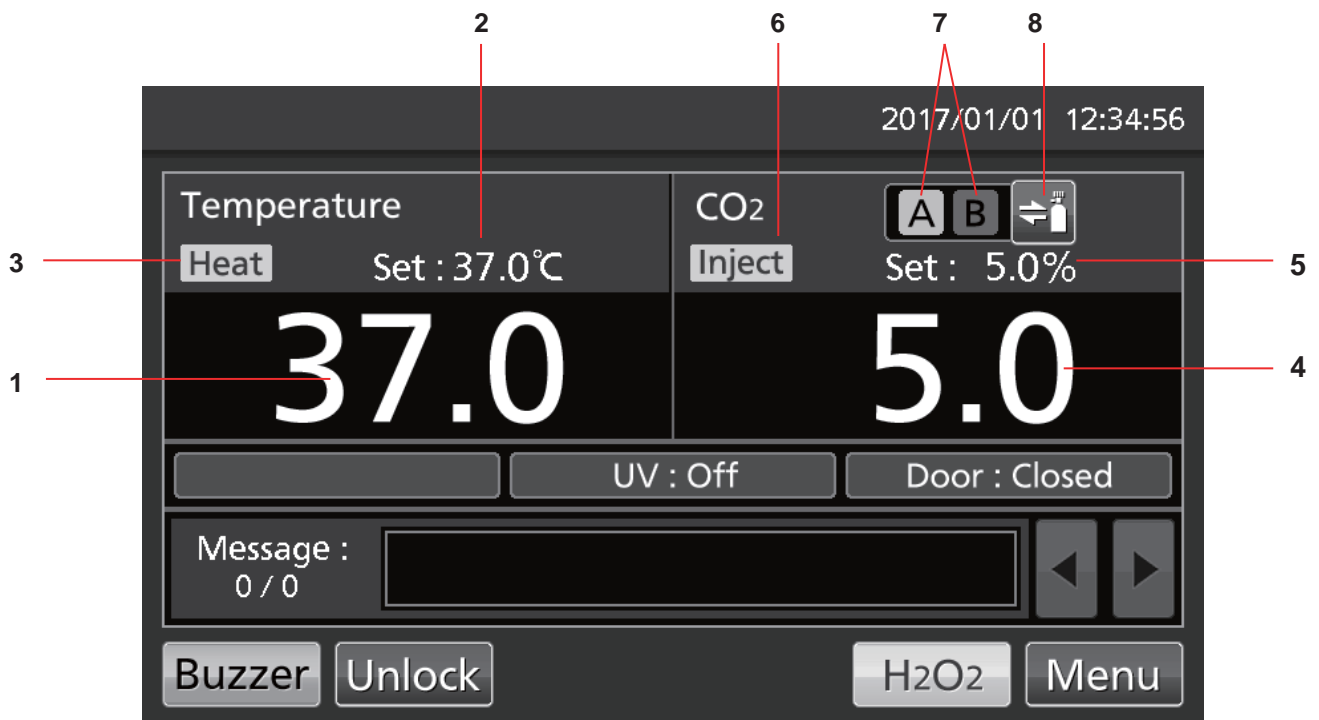 2 6 7 8
2017/01/01 12:34:56
Temperature
CO2 A B
3 Heat Set : 37.0℃
Inject Set : 5.0% 5
1 37.0
5.0 4
UV : Off Door : Closed
Message :
0 / 0
Buzzer Unlock H2O2 Menu